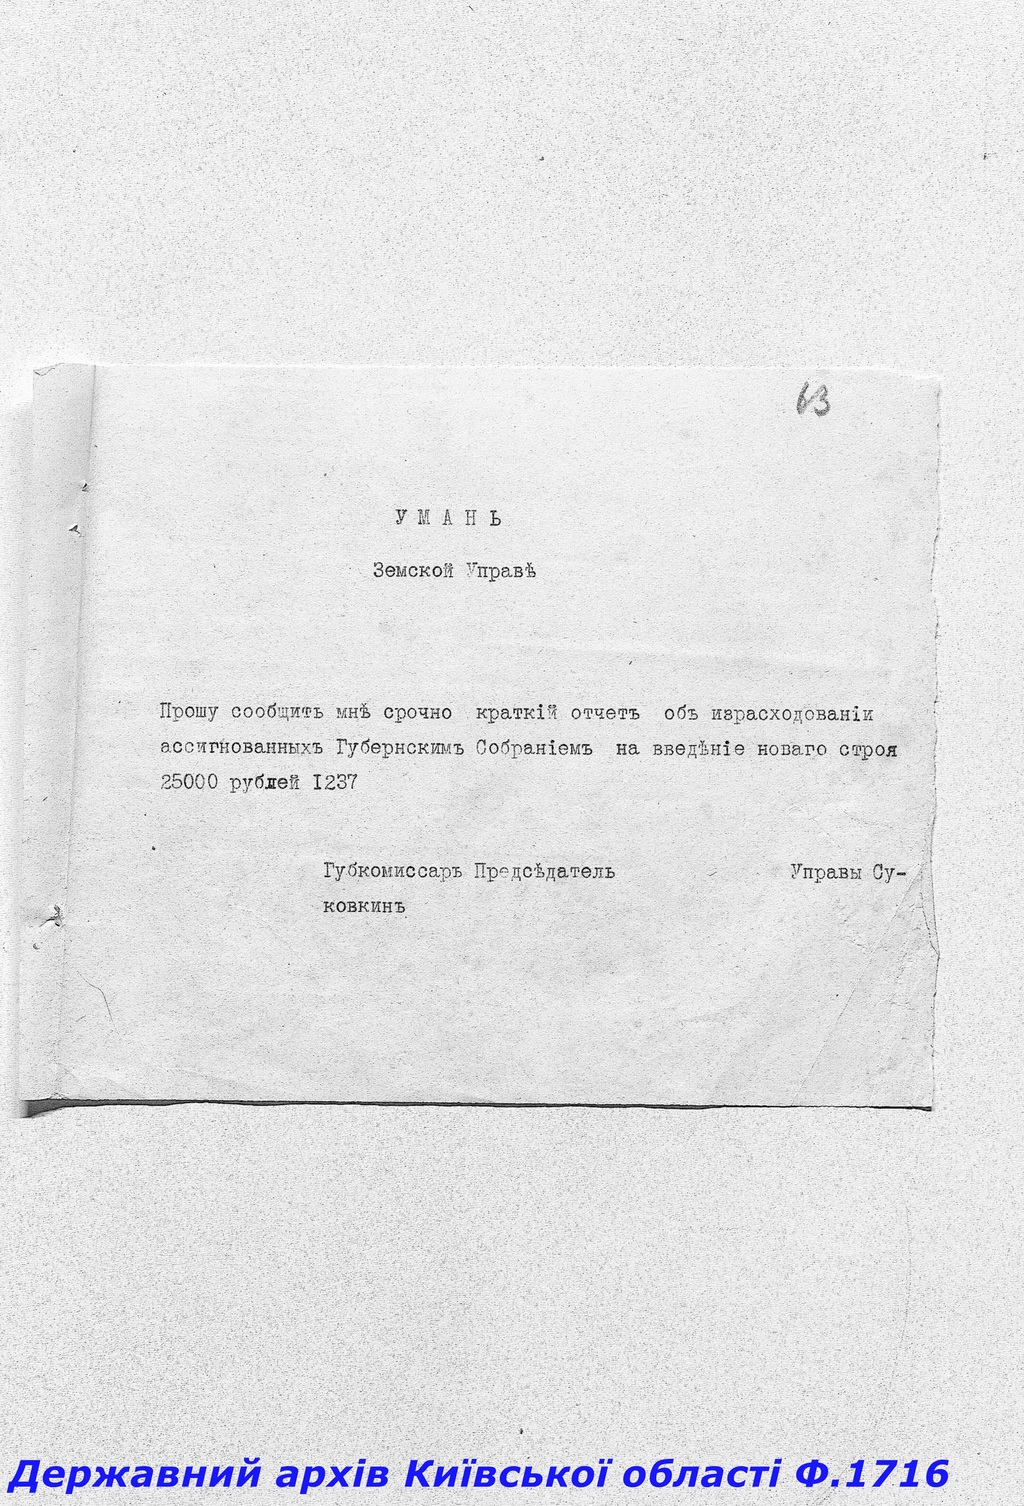 63
УМАНЬ
Земской Управѣ
Прошу сообщить мнѣ срочно краткій отчетъ объ израсходованіи
ассигнованныхъ Губернскимъ Собраніемъ на введѣніе новаго строя
25000 рублей I237
Губкомиссаръ Предсѣдатель Управы Су-
ковкинъ
Державний архів Київської області Ф.1716